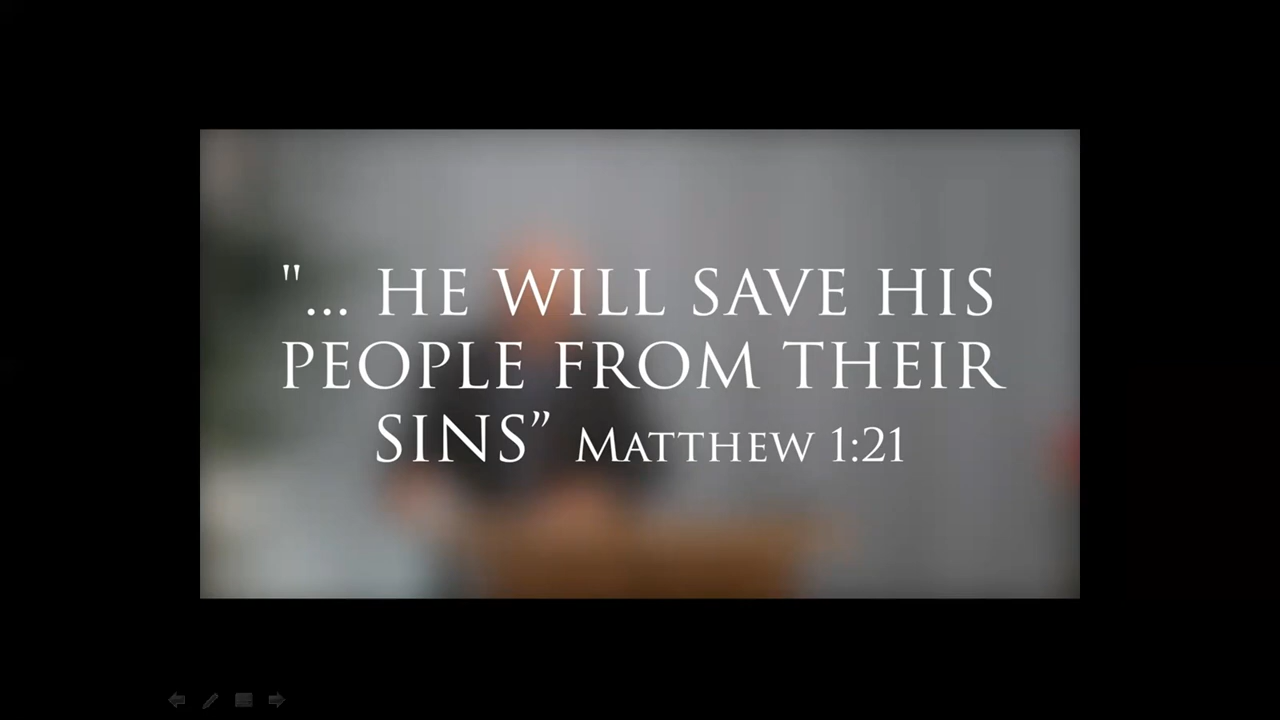 "... HE WILL SAVE HIS
PEOPLE FROM THEIR
SINS” MATTHEW 1:21